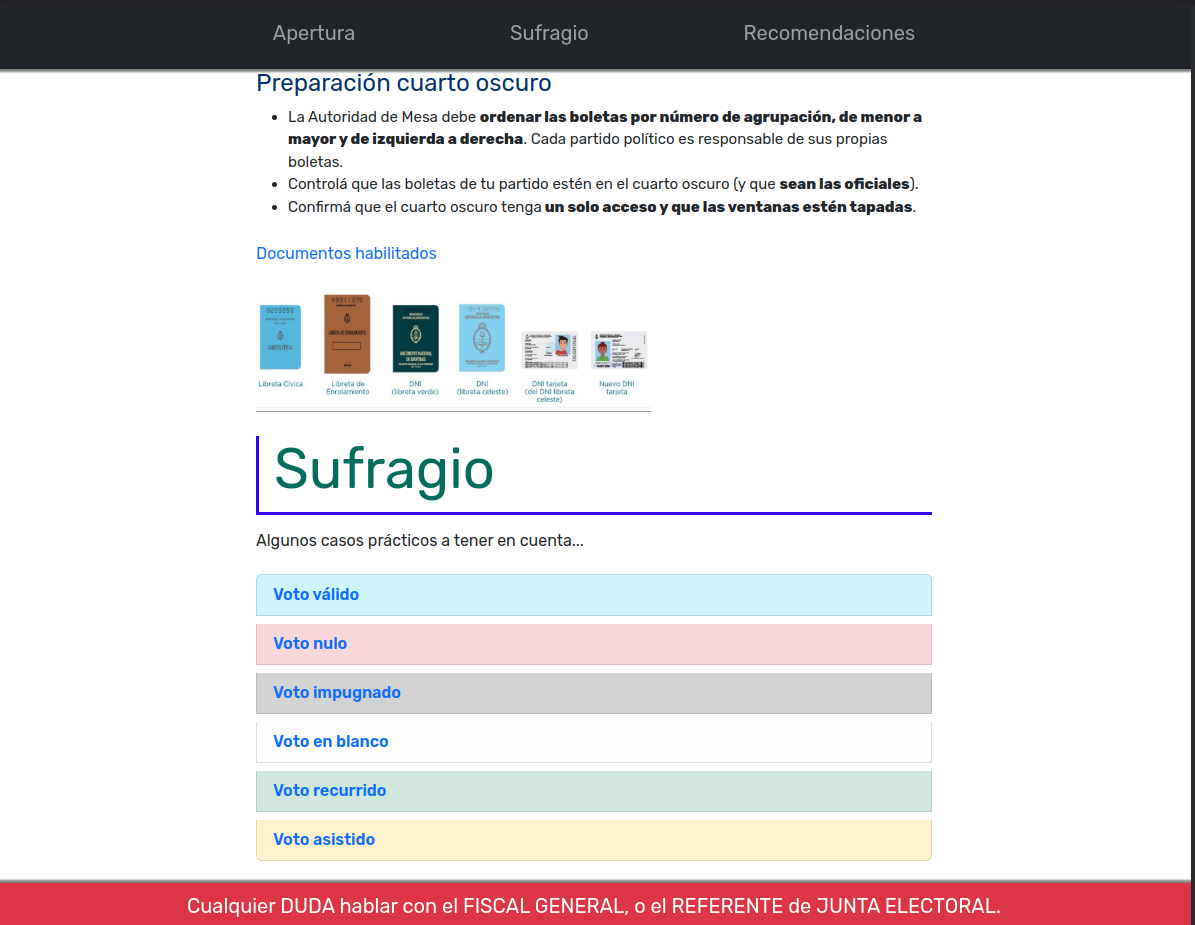 Apertura
Sufragio
Recomendaciones
Preparación cuarto oscuro
La Autoridad de Mesa debe ordenar las boletas por número de agrupación, de menor a
mayor y de izquierda a derecha. Cada partido político es responsable de sus propias
boletas.
Controlá que las boletas de tu partido estén en el cuarto oscuro (y que sean las oficiales).
Confirmá que el cuarto oscuro tenga un solo acceso y que las ventanas estén tapadas.
Documentos habilitados
Libreta Cívica
Libreta de
Enrolamiento
DNI
(libreta verde)
DNI
(libreta celeste)
DNI tarjeta
(del DNI libreta
celeste)
Nuevo DNI
tarjeta
Sufragio
Algunos casos prácticos a tener en cuenta...
Voto válido
Voto nulo
Voto impugnado
Voto en blanco
Voto recurrido
Voto asistido
Cualquier DUDA hablar con el FISCAL GENERAL, o el REFERENTE de JUNTA ELECTORAL.